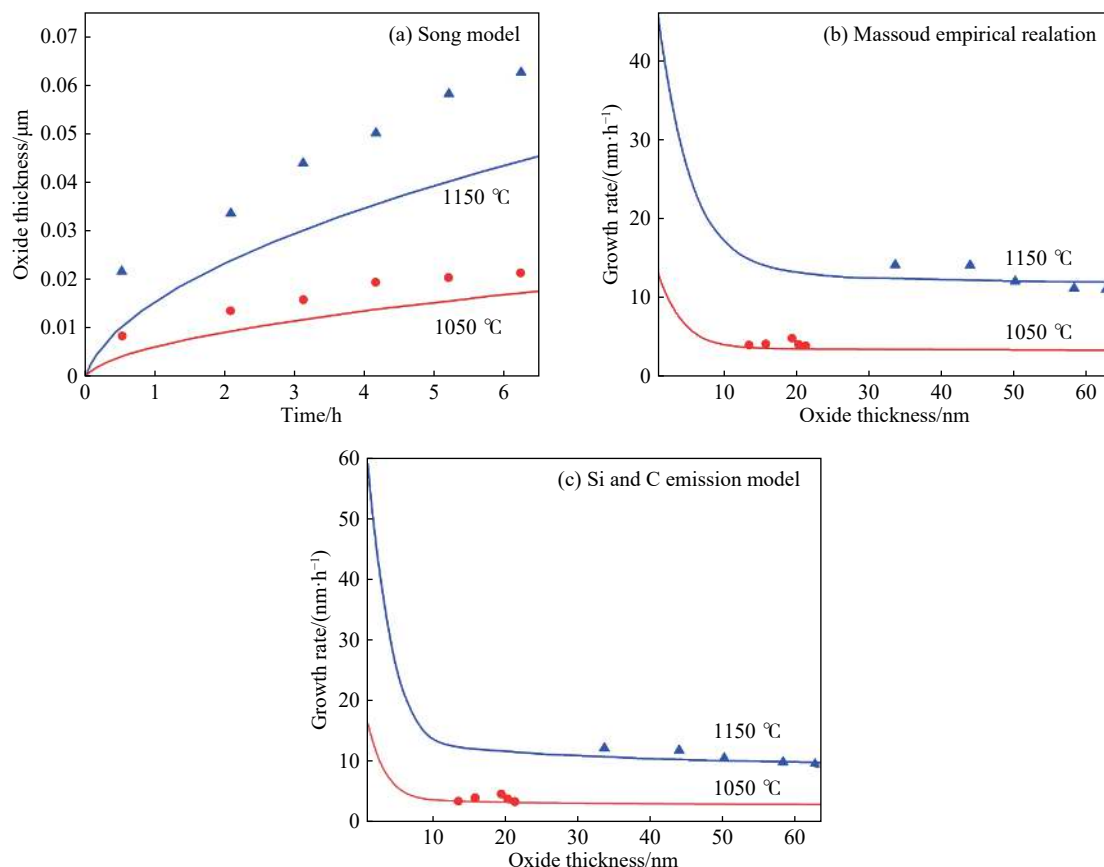 (a) Song model
0.07
0.06
0.05
0.04
0.03
0.02
0.01
0
Oxide thickness/μm
1150 ℃
1050 ℃
0 1 2 3 4 5 6
Time/h
(b) Massoud empirical realation
40
30
20
10
0
Growth rate/(nm·h⁻¹)
1150 ℃
1050 ℃
10 20 30 40 50 60
Oxide thickness/nm
(c) Si and C emission model
60
50
40
30
20
10
0
Growth rate/(nm·h⁻¹)
1150 ℃
1050 ℃
10 20 30 40 50 60
Oxide thickness/nm